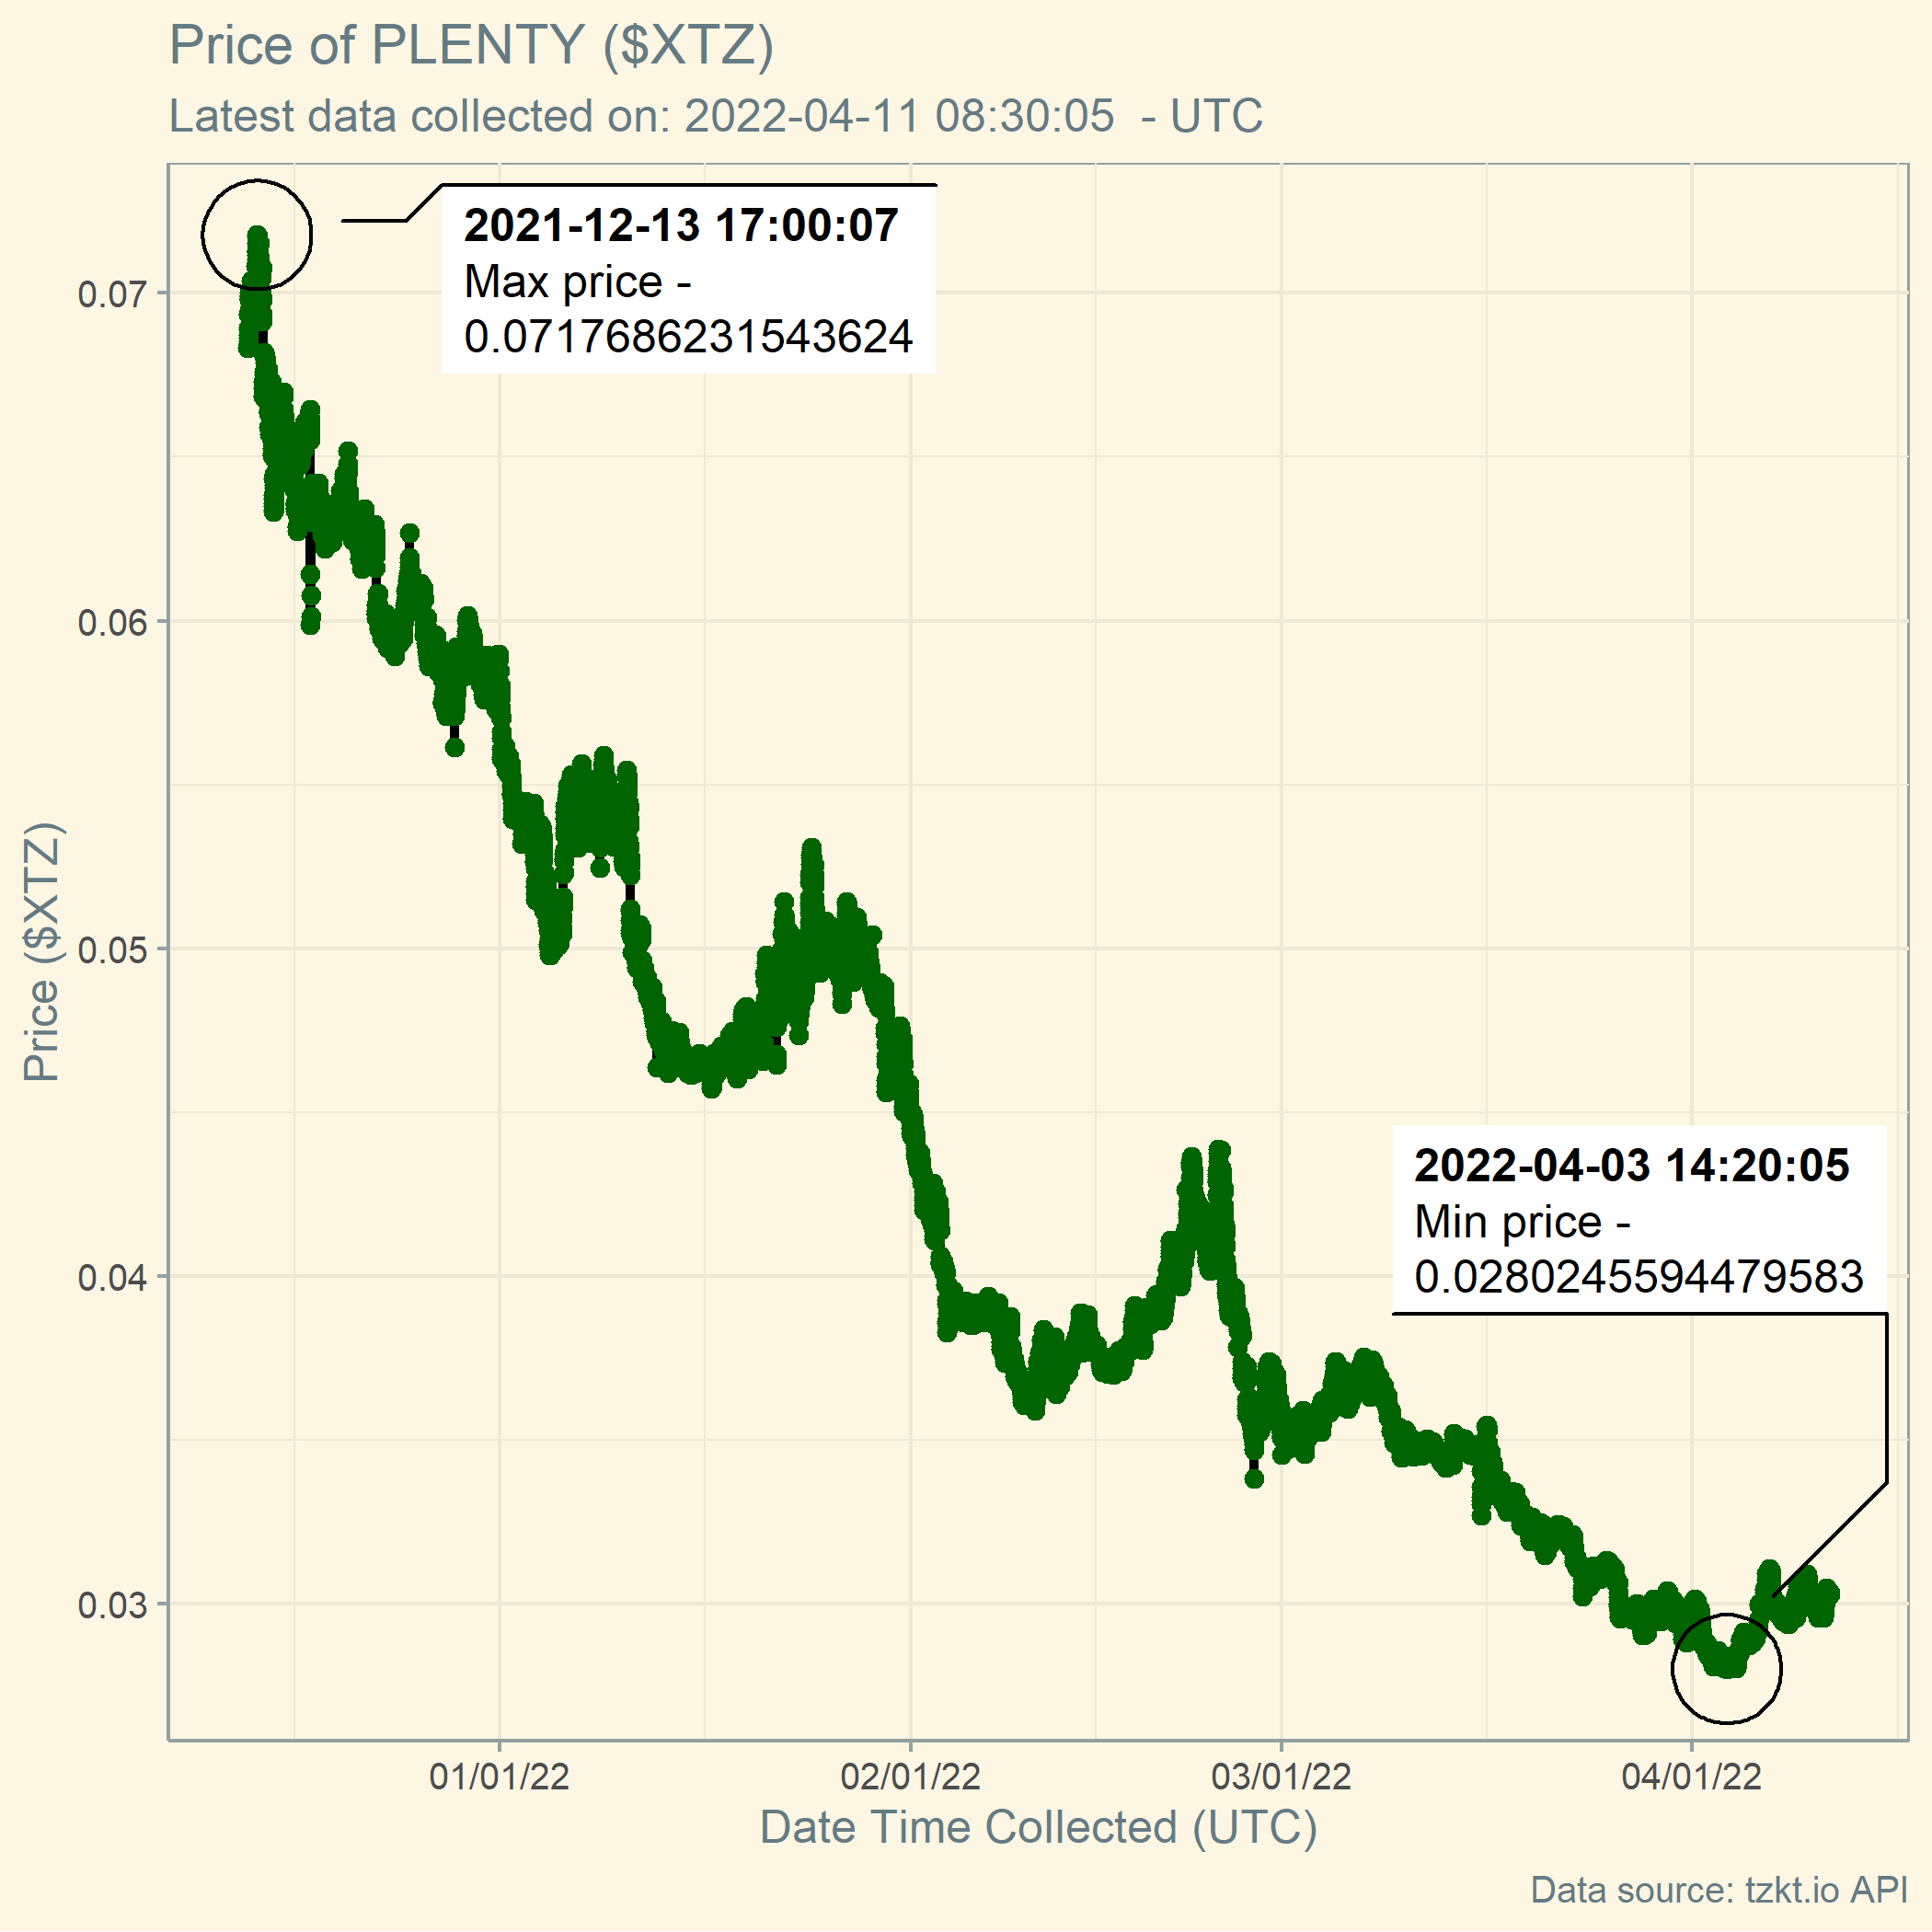 Price of PLENTY ($XTZ)
Latest data collected on: 2022-04-11 08:30:05  - UTC
2021-12-13 17:00:07
Max price -
0.0717686231543624
0.07
0.06
0.05
0.04
0.03
Price ($XTZ)
2022-04-03 14:20:05
Min price -
0.0280245594479583
01/01/22
02/01/22
03/01/22
04/01/22
Date Time Collected (UTC)
Data source: tzkt.io API